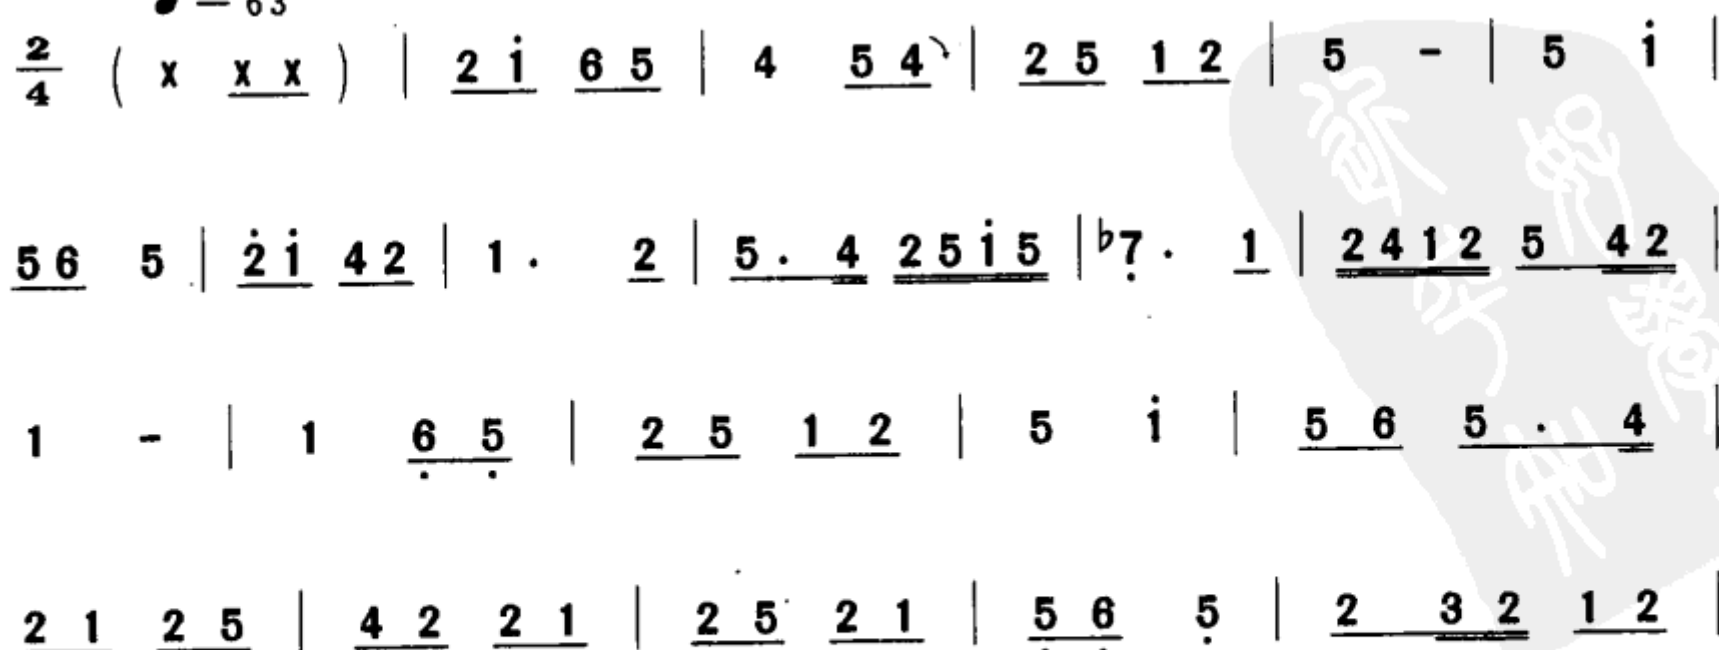 ♩ = 63
2/4 ( x x x ) | 2 i̇ 6 5 | 4 5 4 | 2 5 1 2 | 5 - | 5 i̇ |
5 6 5 | 2̇ i̇ 4 2 | 1 . 2 | 5 . 4 2 5 i̇ 5 | ♭7̣ . 1 | 2 4 1 2 5 4 2 |
1 - | 1 6̣ 5̣ | 2 5 1 2 | 5 i̇ | 5 6 5 . 4 |
2 1 2 5 | 4 2 2 1 | 2 5 2 1 | 5̣ 6̣ 5̣ | 2 3 2 1 2 |